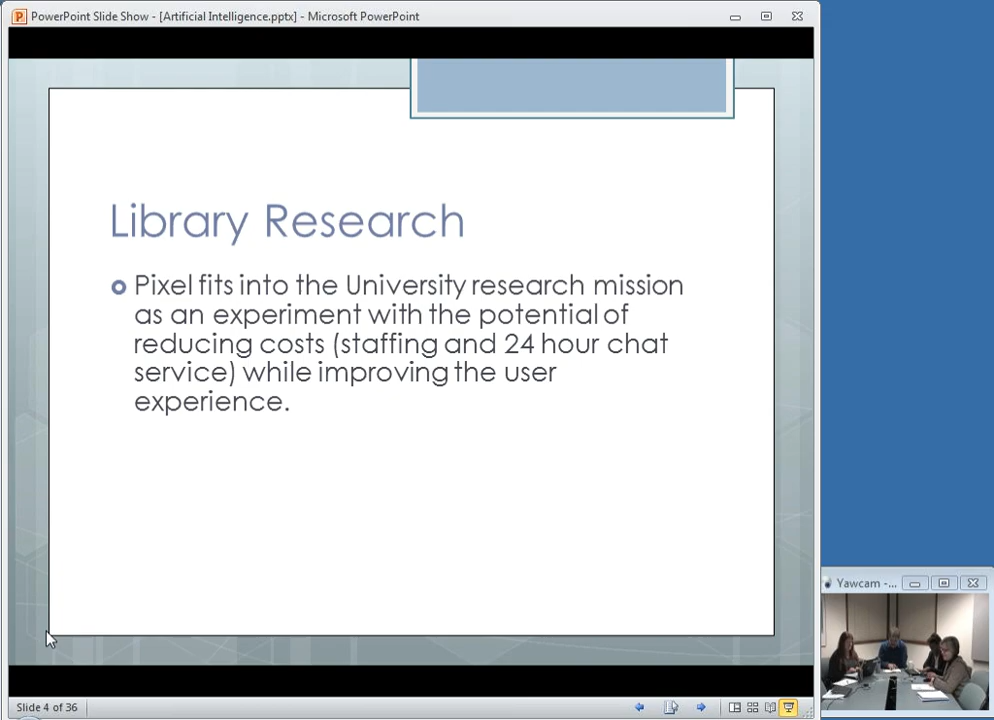 PowerPoint Slide Show - [Artificial Intelligence.pptx] - Microsoft PowerPoint
Library Research
Pixel fits into the University research mission
as an experiment with the potential of
reducing costs (staffing and 24 hour chat
service) while improving the user
experience.
Yawcam -...
Slide 4 of 36